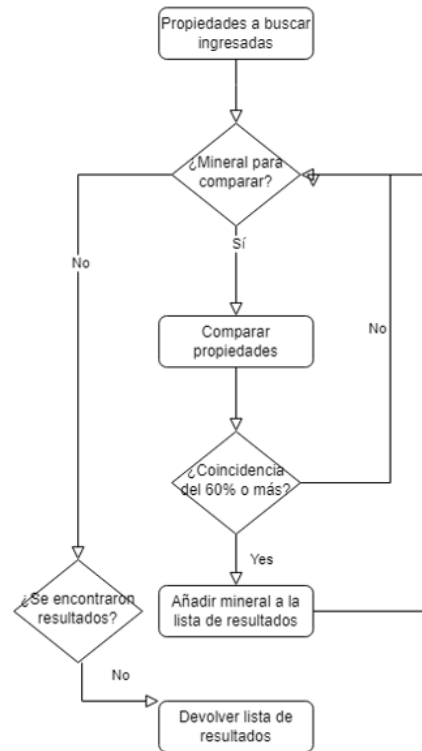 Propiedades a buscar
ingresadas
¿Mineral para
comparar?
Sí
No
Comparar
propiedades
No
¿Coincidencia
del 60% o más?
Yes
¿Se encontraron
resultados?
Añadir mineral a la
lista de resultados
No
Devolver lista de
resultados